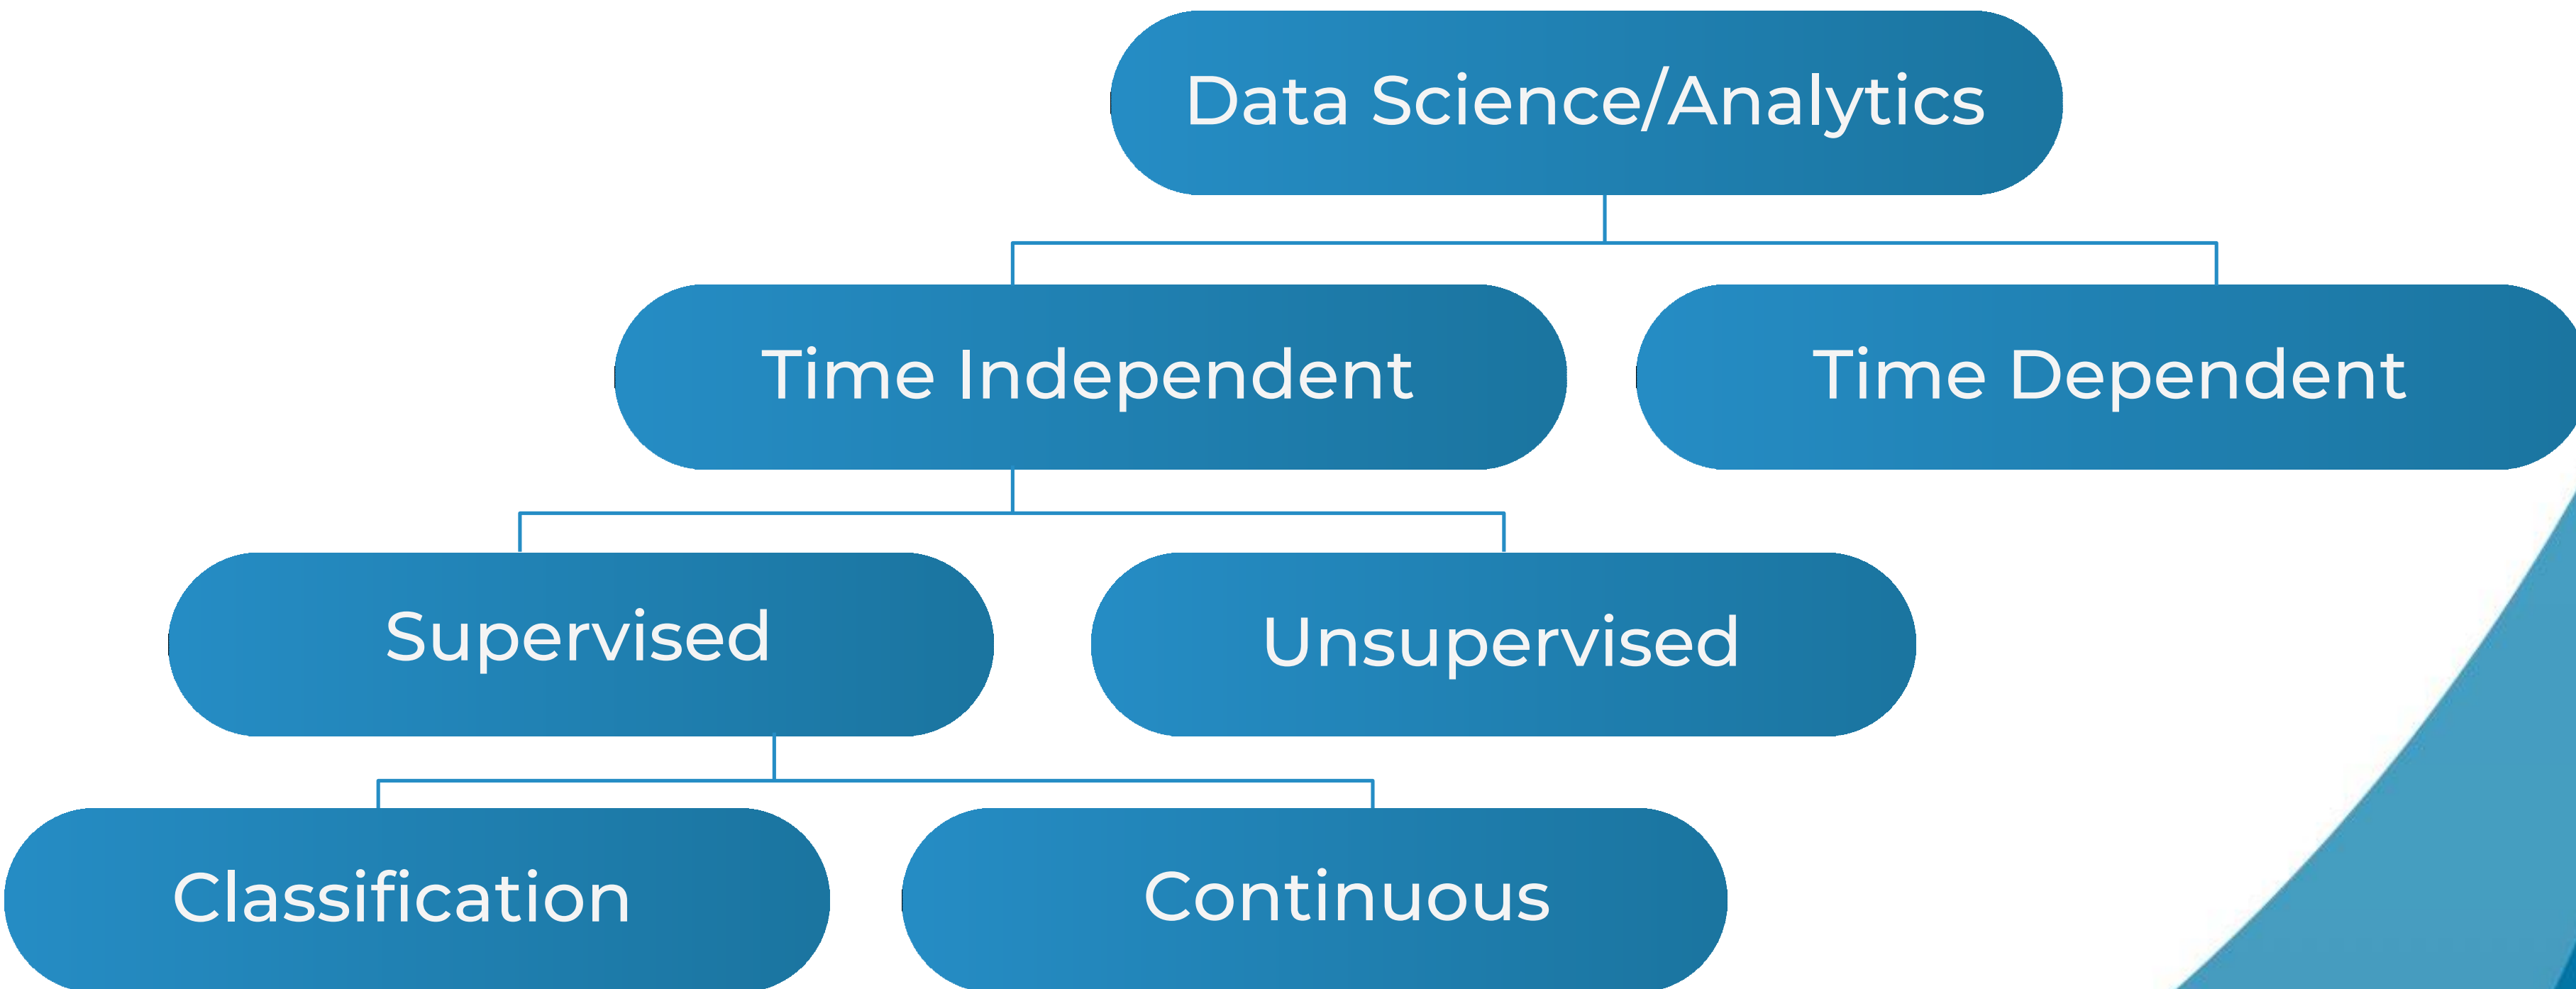 Data Science/Analytics
Time Independent
Time Dependent
Supervised
Unsupervised
Classification
Continuous